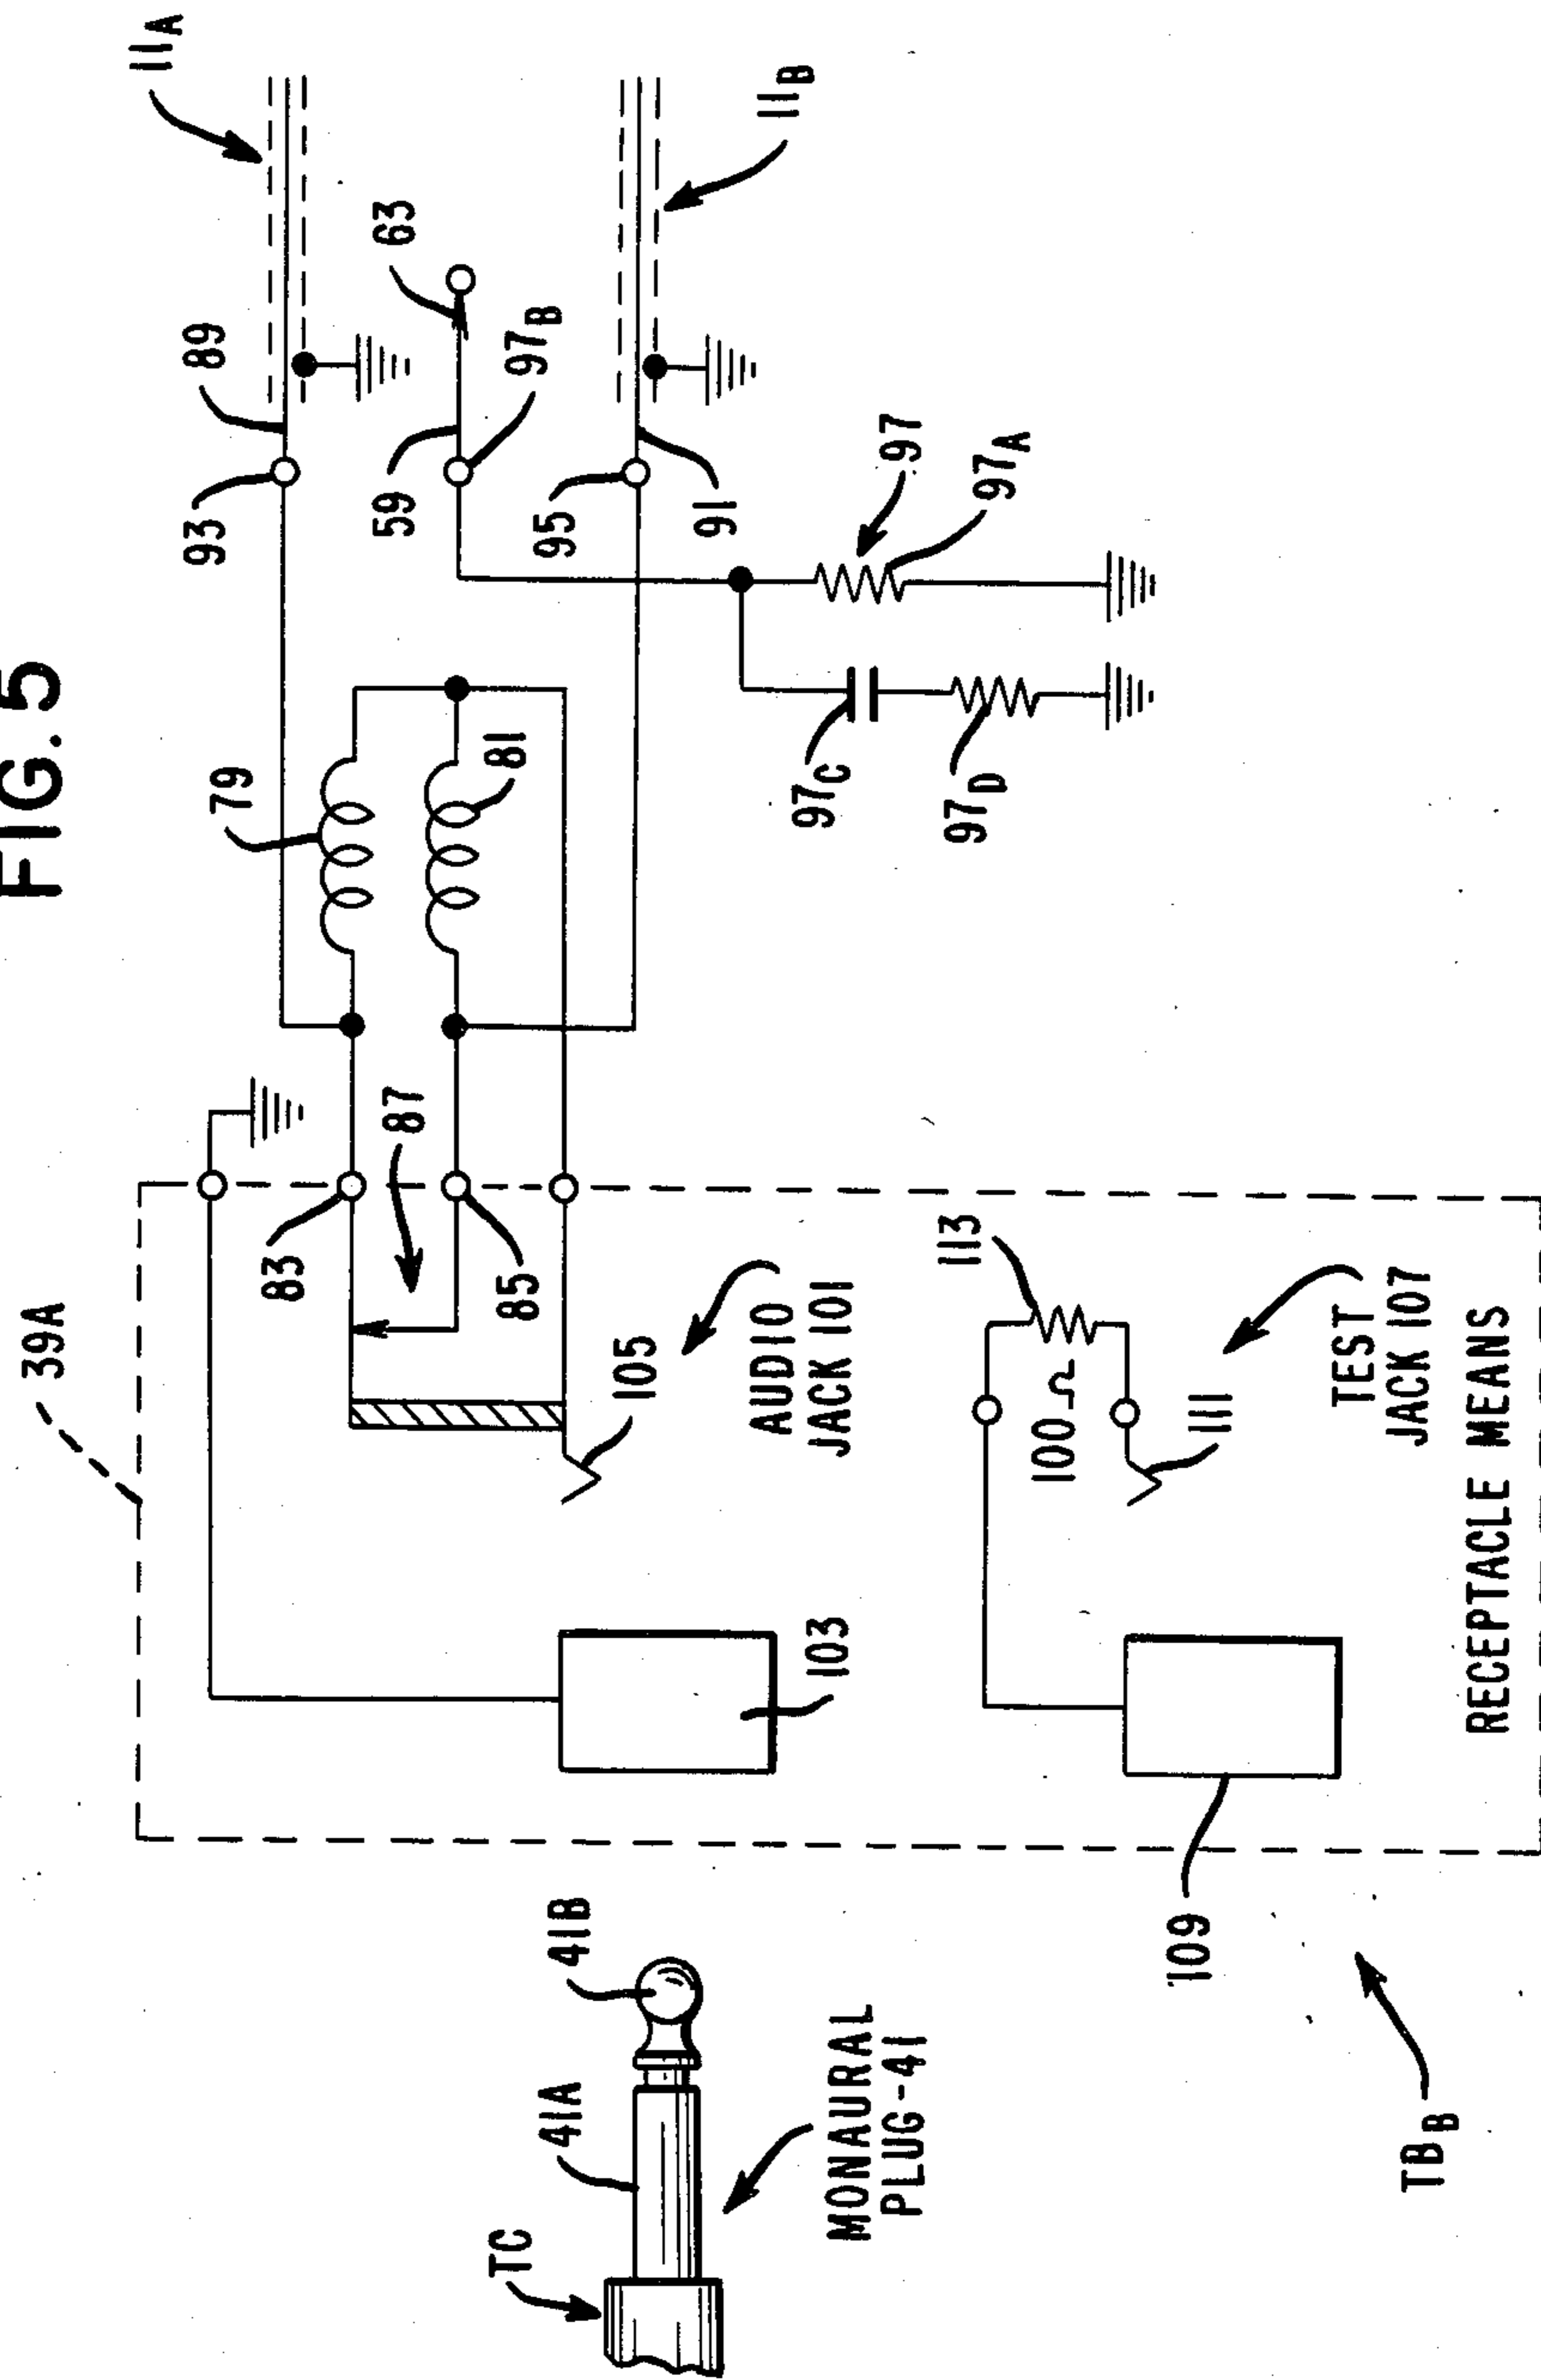 FIG. 5
11A
89
93
63
59
97B
11B
95
91
97
97A
79
81
97C
97D
39A
83
87
85
105
AUDIO
JACK 101
113
100 Ω
111
TEST
JACK 107
RECEPTACLE MEANS
103
109
41B
41A
TC
MONAURAL
PLUG-41
TBB